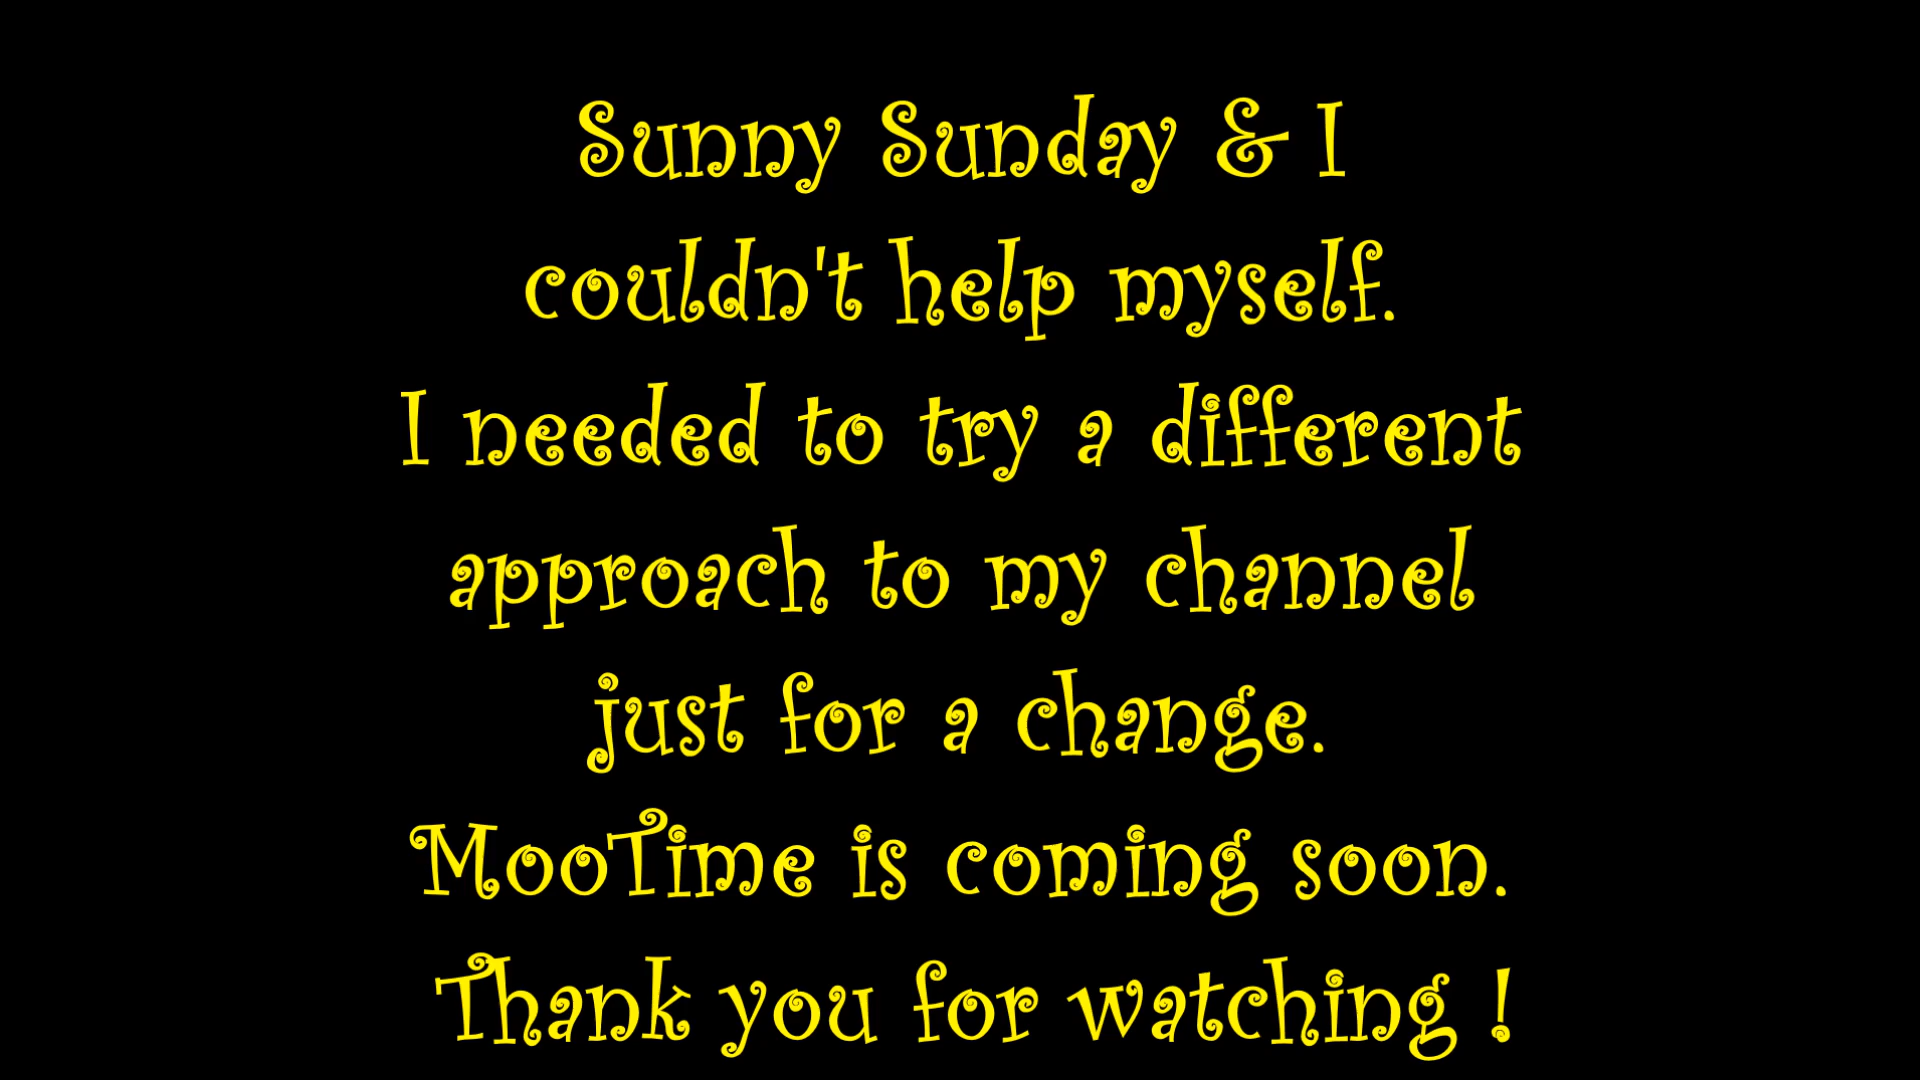 Sunny Sunday & I
couldn't help myself.
I needed to try a different
approach to my channel
just for a change.
MooTime is coming soon.
Thank you for watching !